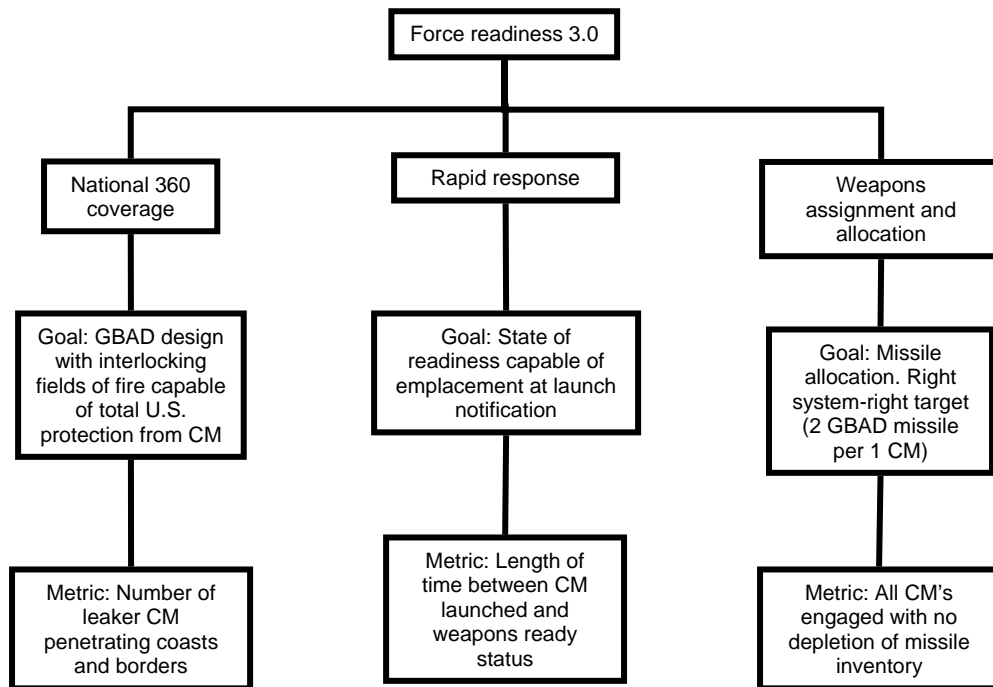 Force readiness 3.0
National 360
coverage
Rapid response
Weapons
assignment and
allocation
Goal: GBAD design
with interlocking
fields of fire capable
of total U.S.
protection from CM
Goal: State of
readiness capable of
emplacement at launch
notification
Goal: Missile
allocation. Right
system-right target
(2 GBAD missile
per 1 CM)
Metric: Number of
leaker CM
penetrating coasts
and borders
Metric: Length of
time between CM
launched and
weapons ready
status
Metric: All CM's
engaged with no
depletion of missile
inventory